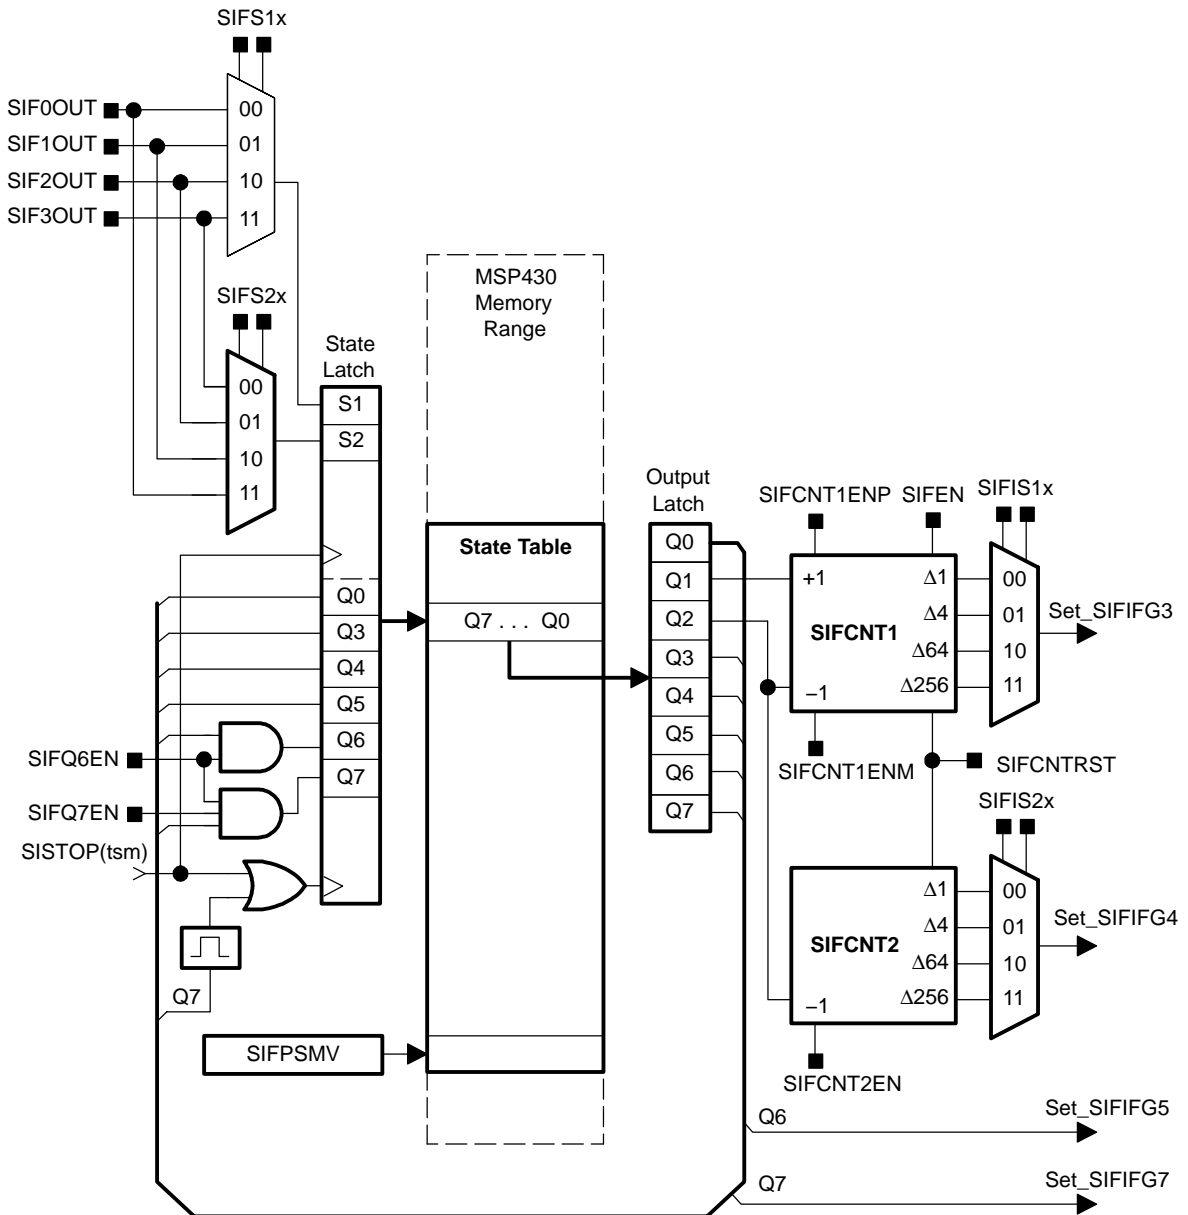 SIFS1x
SIF0OUT
00
SIF1OUT
01
SIF2OUT
10
SIF3OUT
11
MSP430
Memory
Range
SIFS2x
State
Latch
00
01
10
11
S1
S2
Q0
Q3
Q4
Q5
Q6
Q7
State Table
Q7 . . . Q0
Output
Latch
Q0
Q1
Q2
Q3
Q4
Q5
Q6
Q7
SIFCNT1ENP
SIFEN
SIFIS1x
+1
SIFCNT1
–1
Δ1
Δ4
Δ64
Δ256
00
01
10
11
Set_SIFIFG3
SIFCNT1ENM
SIFCNTRST
SIFIS2x
SIFCNT2
–1
Δ1
Δ4
Δ64
Δ256
00
01
10
11
Set_SIFIFG4
SIFCNT2EN
SIFQ6EN
SIFQ7EN
SISTOP(tsm)
Q7
SIFPSMV
Q6
Set_SIFIFG5
Q7
Set_SIFIFG7